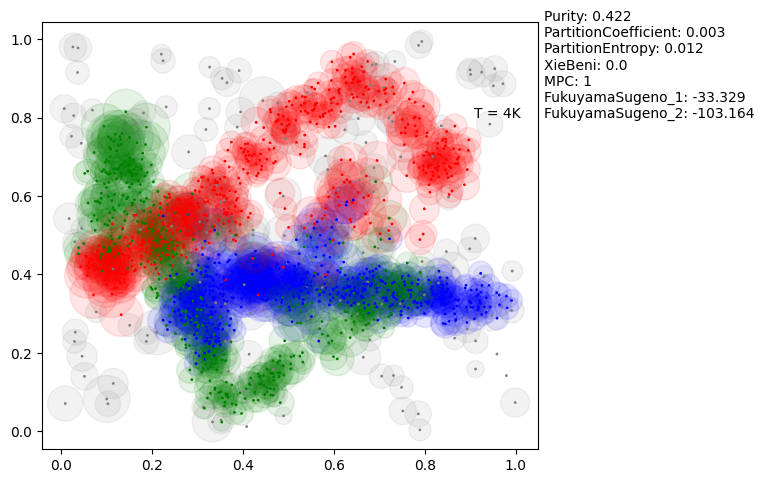 Purity: 0.422
PartitionCoefficient: 0.003
PartitionEntropy: 0.012
XieBeni: 0.0
MPC: 1
FukuyamaSugeno_1: -33.329
FukuyamaSugeno_2: -103.164
T = 4K
1.0
0.8
0.6
0.4
0.2
0.0
0.0 0.2 0.4 0.6 0.8 1.0